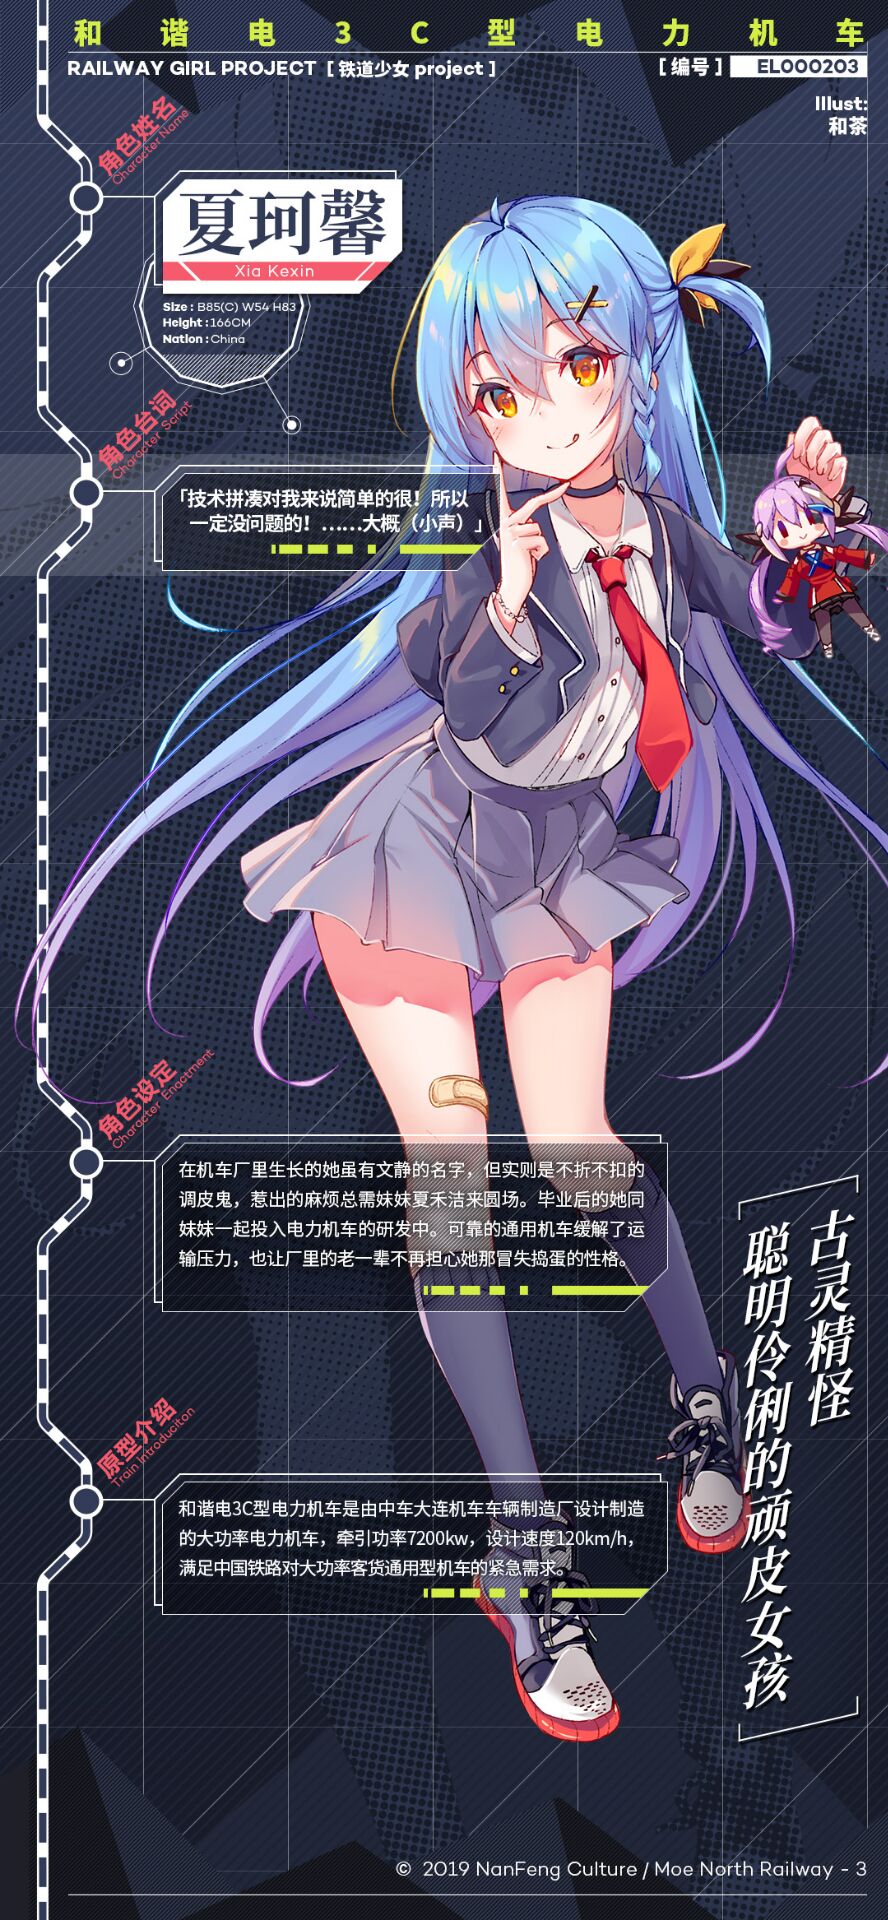 和谐电3C型电力机车
RAILWAY GIRL PROJECT [ 铁道少女 project ]
[ 编号 ] EL000203
Illust:
和茶
角色姓名
Character Name
夏珂馨
Xia Kexin
Size : B85(C) W54 H83
Height : 166CM
Nation : China
角色台词
Character Script
「技术拼凑对我来说简单的很！所以
一定没问题的！……大概（小声）」
角色设定
Character Enactment
在机车厂里生长的她虽有文静的名字，但实则是不折不扣的
调皮鬼，惹出的麻烦总需妹妹夏禾洁来圆场。毕业后的她同
妹妹一起投入电力机车的研发中。可靠的通用机车缓解了运
输压力，也让厂里的老一辈不再担心她那冒失捣蛋的性格。
古灵精怪
聪明伶俐的顽皮女孩
原型介绍
Train Introduciton
和谐电3C型电力机车是由中车大连机车车辆制造厂设计制造
的大功率电力机车，牵引功率7200kw，设计速度120km/h，
满足中国铁路对大功率客货通用型机车的紧急需求。
© 2019 NanFeng Culture / Moe North Railway - 3